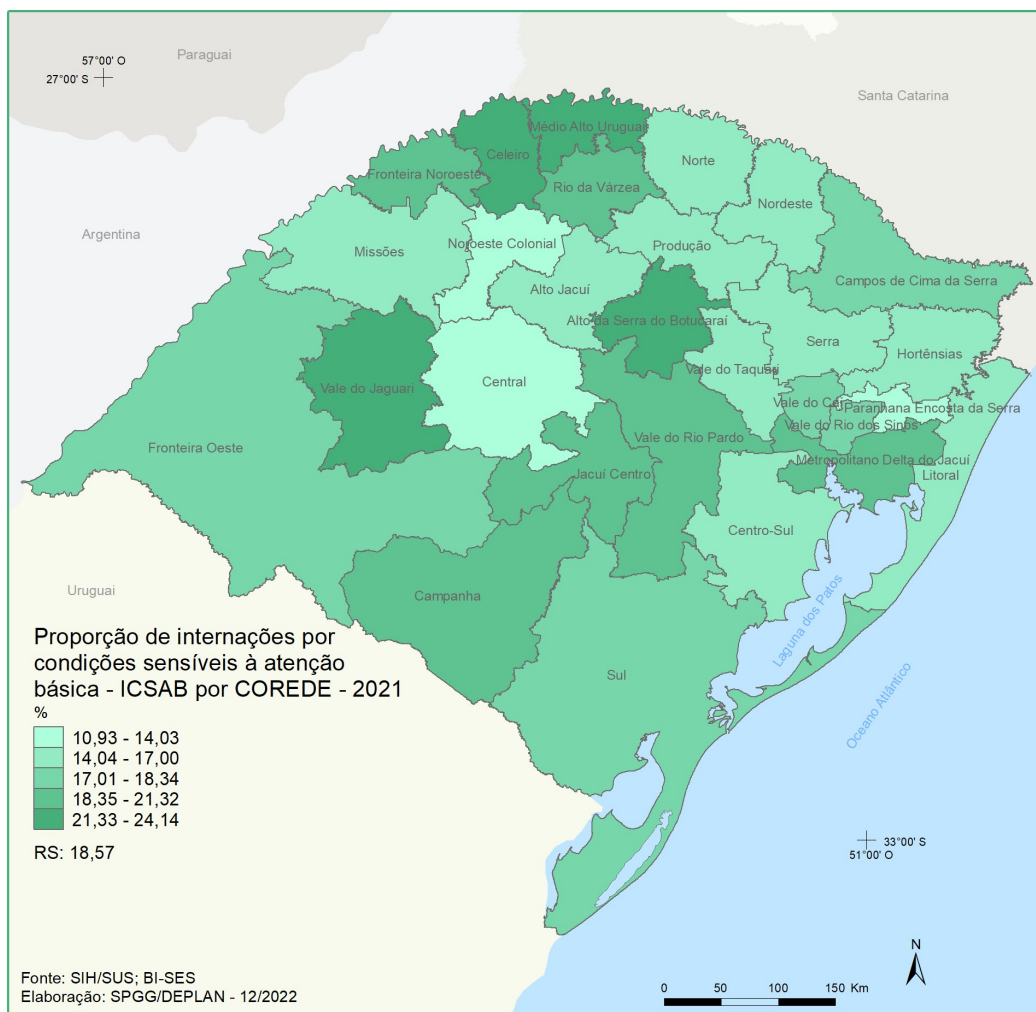 Paraguai
57°00' O
27°00' S
Santa Catarina
Médio Alto Uruguai
Celeiro
Norte
Fronteira Noroeste
Rio da Várzea
Nordeste
Argentina
Noroeste Colonial
Missões
Produção
Alto Jacuí
Campos de Cima da Serra
Alto da Serra do Botucaraí
Serra
Hortênsias
Vale do Taquari
Central
Vale do Jaguari
Vale do Caí
Paranhana Encosta da Serra
Vale do Rio dos Sinos
Vale do Rio Pardo
Fronteira Oeste
Metropolitano Delta do Jacuí
Jacuí Centro
Litoral
Centro-Sul
Uruguai
Campanha
Laguna dos Patos
Sul
Oceano Atlântico
Proporção de internações por
condições sensíveis à atenção
básica - ICSAB por COREDE - 2021
%
10,93 - 14,03
14,04 - 17,00
17,01 - 18,34
18,35 - 21,32
21,33 - 24,14
RS: 18,57
33°00' S
51°00' O
N
Fonte: SIH/SUS; BI-SES
Elaboração: SPGG/DEPLAN - 12/2022
0 50 100 150 Km